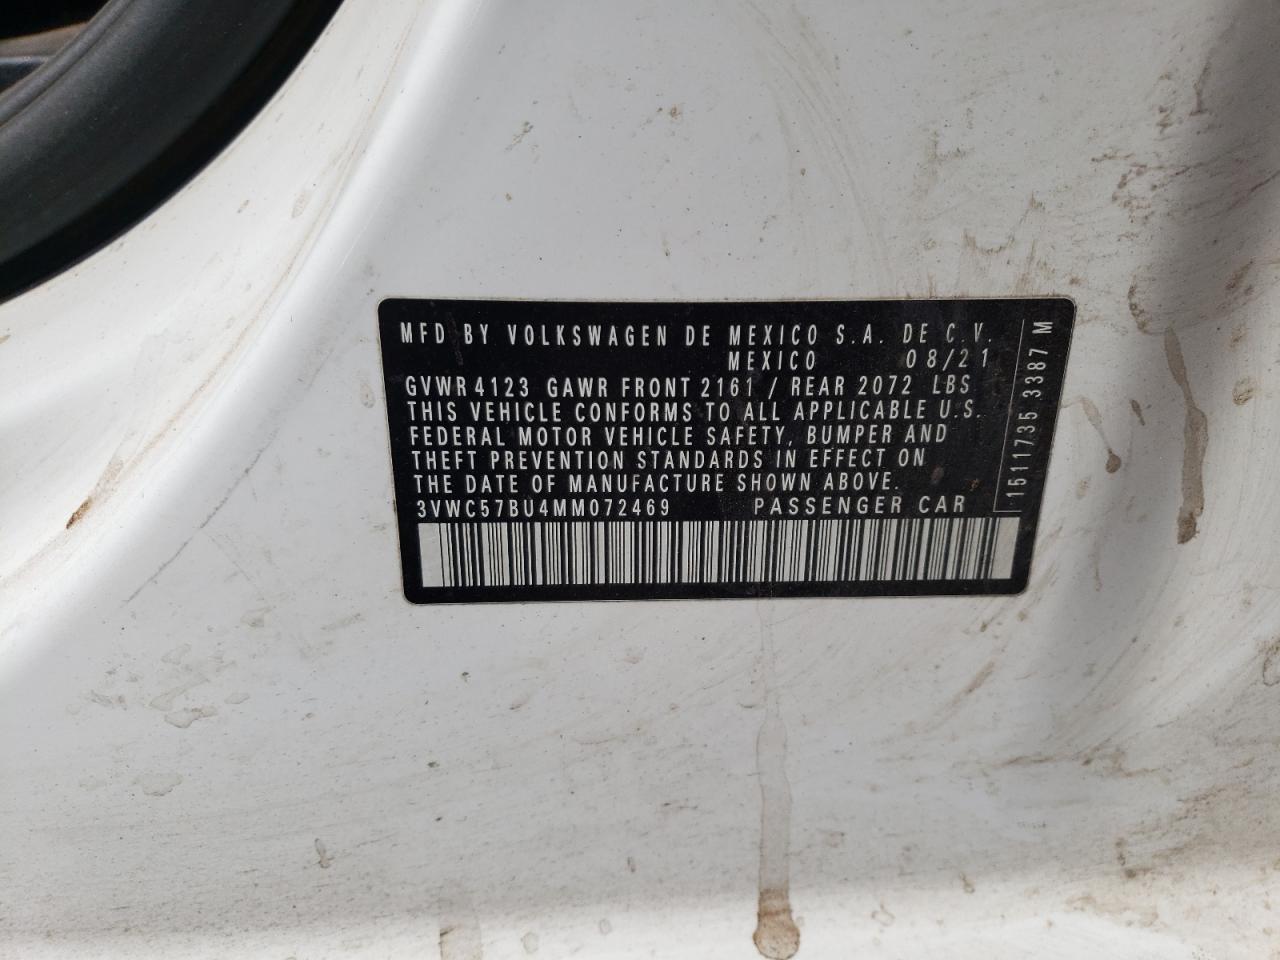 MFD BY VOLKSWAGEN DE MEXICO S.A. DE C.V.
MEXICO 08/21
GVWR 4123 GAWR FRONT 2161 / REAR 2072 LBS
THIS VEHICLE CONFORMS TO ALL APPLICABLE U.S.
FEDERAL MOTOR VEHICLE SAFETY, BUMPER AND
THEFT PREVENTION STANDARDS IN EFFECT ON
THE DATE OF MANUFACTURE SHOWN ABOVE.
3VWC57BU4MM072469 PASSENGER CAR
1511735 3387 M